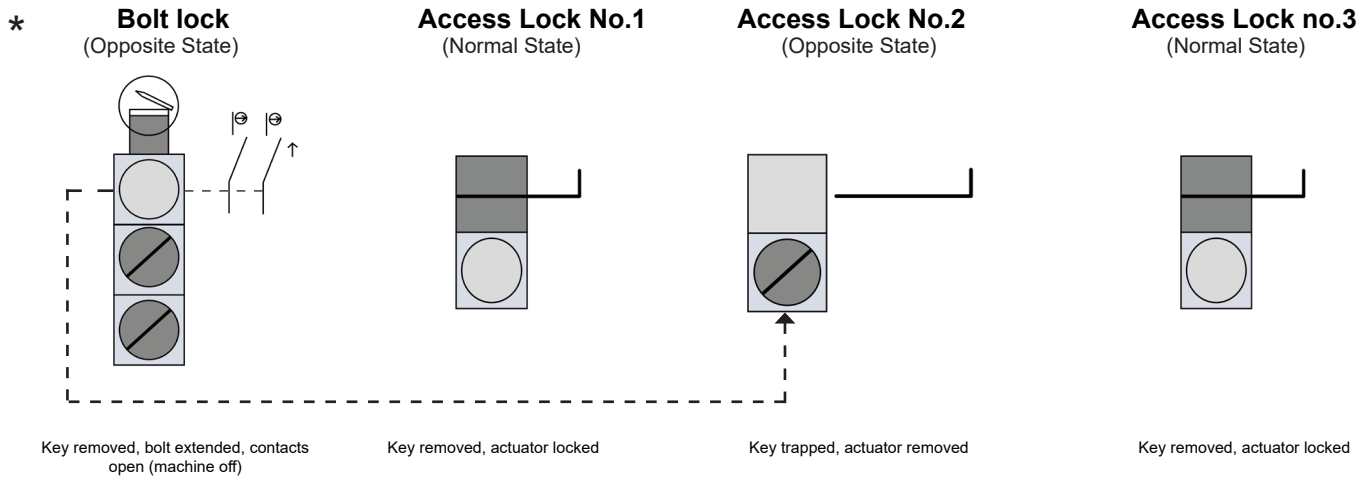 * Bolt lock
(Opposite State)
Access Lock No.1
(Normal State)
Access Lock No.2
(Opposite State)
Access Lock no.3
(Normal State)
Key removed, bolt extended, contacts
open (machine off)
Key removed, actuator locked
Key trapped, actuator removed
Key removed, actuator locked